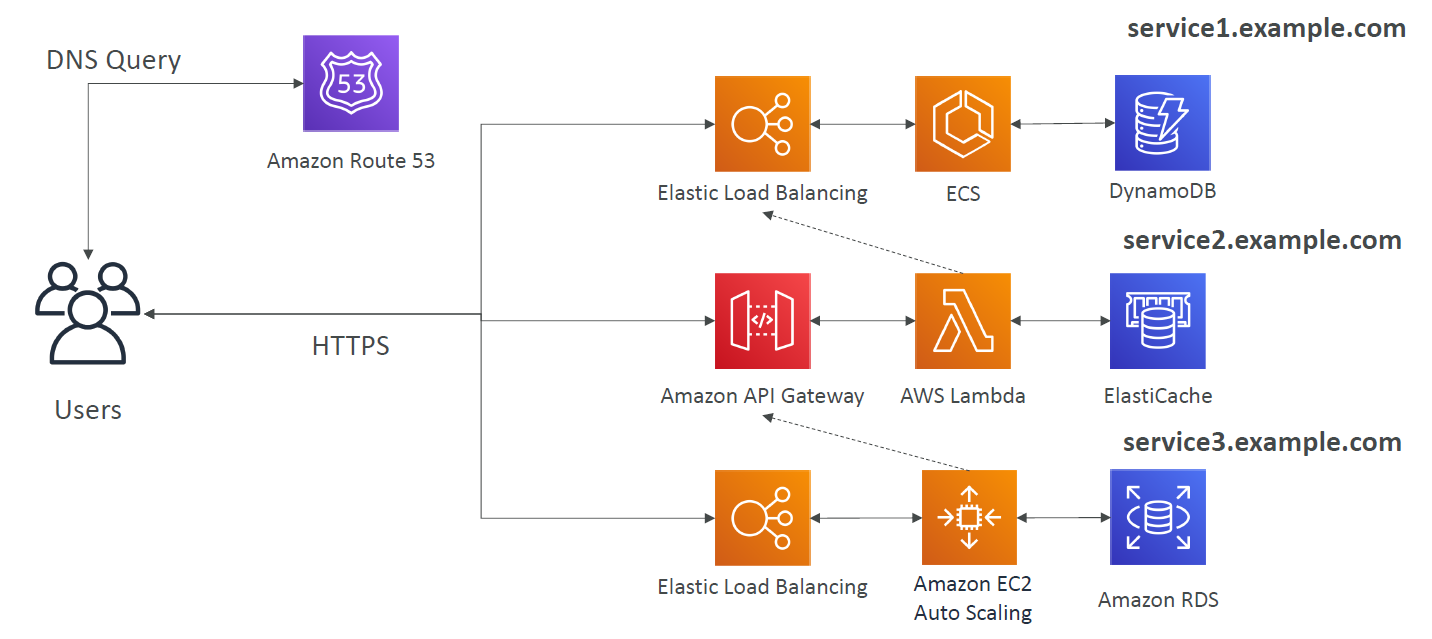 service1.example.com
DNS Query
53
Amazon Route 53
Elastic Load Balancing
ECS
DynamoDB
service2.example.com
HTTPS
Users
</>
Amazon API Gateway
AWS Lambda
ElastiCache
service3.example.com
Elastic Load Balancing
Amazon EC2
Auto Scaling
Amazon RDS